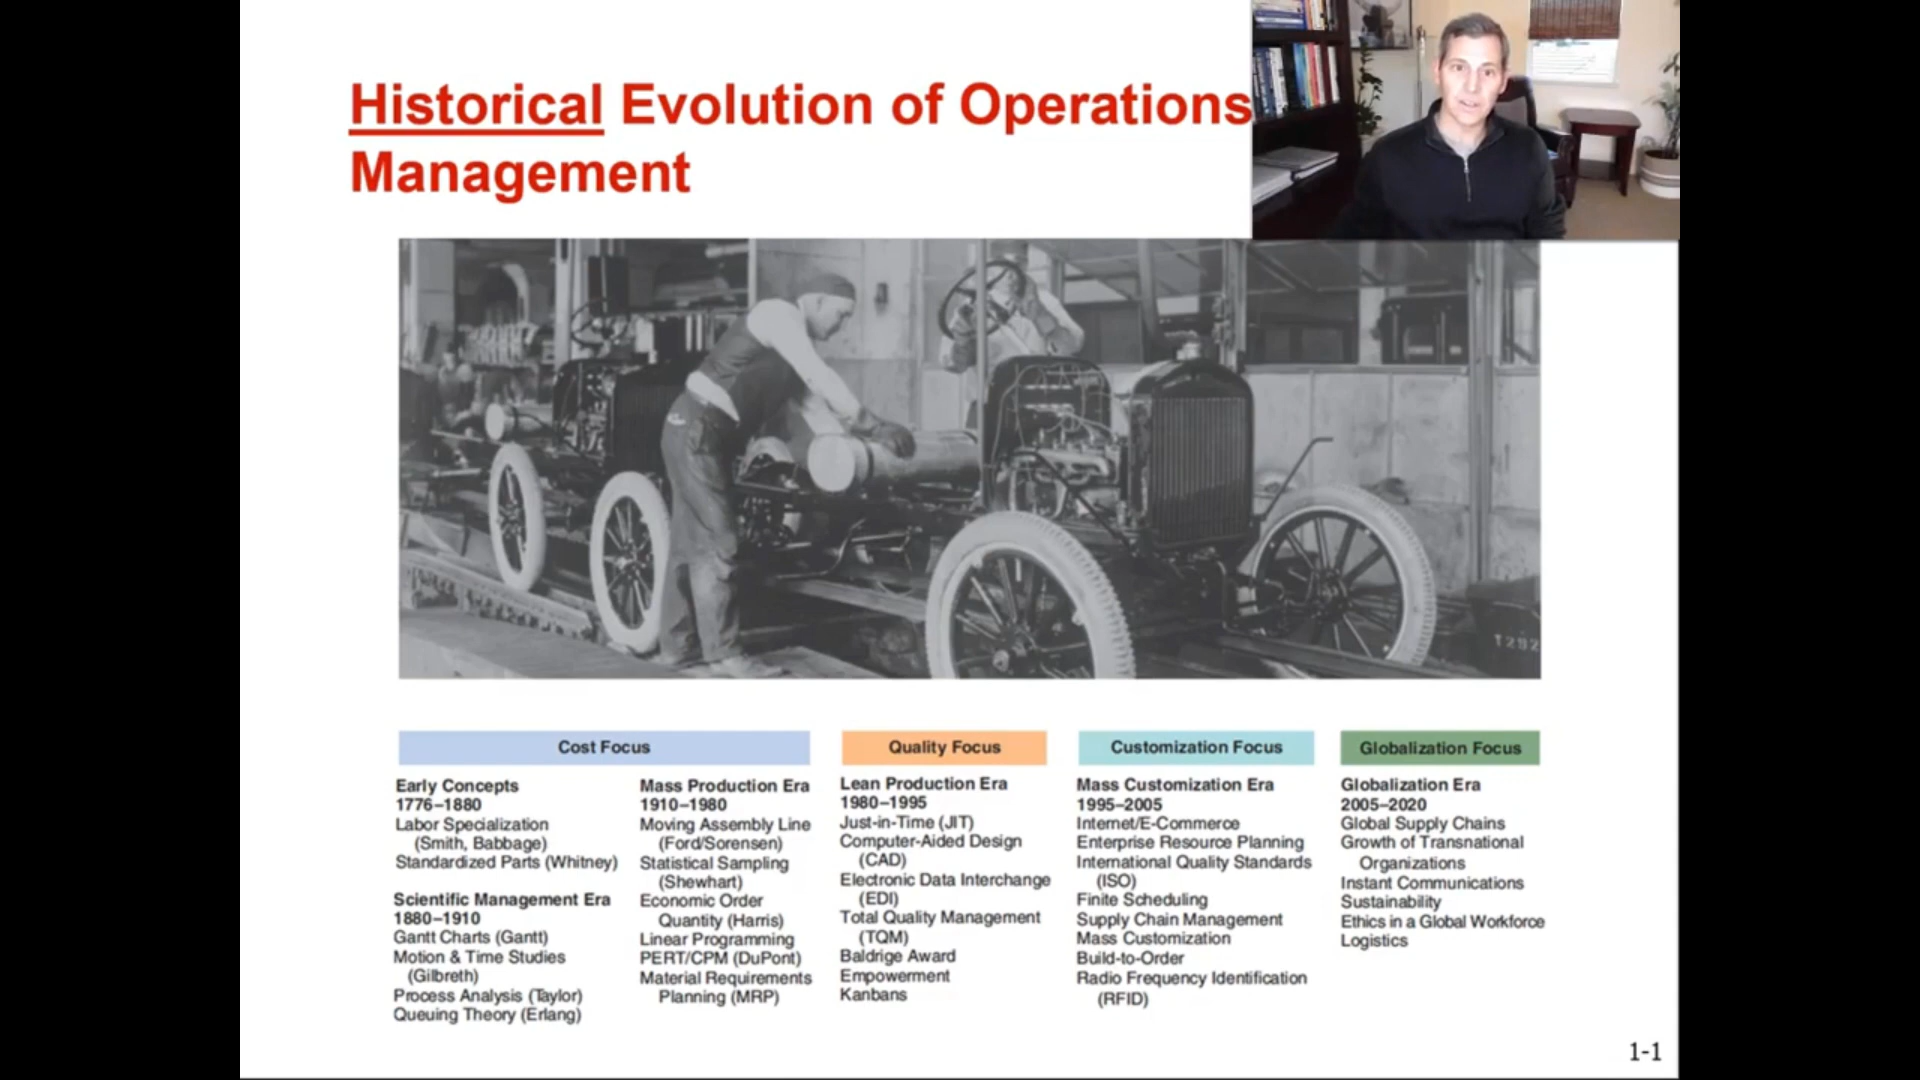 Historical Evolution of Operations
Management
T292
Cost Focus
Early Concepts
1776–1880
Labor Specialization
(Smith, Babbage)
Standardized Parts (Whitney)
Scientific Management Era
1880–1910
Gantt Charts (Gantt)
Motion & Time Studies
(Gilbreth)
Process Analysis (Taylor)
Queuing Theory (Erlang)
Mass Production Era
1910–1980
Moving Assembly Line
(Ford/Sorensen)
Statistical Sampling
(Shewhart)
Economic Order
Quantity (Harris)
Linear Programming
PERT/CPM (DuPont)
Material Requirements
Planning (MRP)
Quality Focus
Lean Production Era
1980–1995
Just-in-Time (JIT)
Computer-Aided Design
(CAD)
Electronic Data Interchange
(EDI)
Total Quality Management
(TQM)
Baldrige Award
Empowerment
Kanbans
Customization Focus
Mass Customization Era
1995–2005
Internet/E-Commerce
Enterprise Resource Planning
International Quality Standards
(ISO)
Finite Scheduling
Supply Chain Management
Mass Customization
Build-to-Order
Radio Frequency Identification
(RFID)
Globalization Focus
Globalization Era
2005–2020
Global Supply Chains
Growth of Transnational
Organizations
Instant Communications
Sustainability
Ethics in a Global Workforce
Logistics
1-1